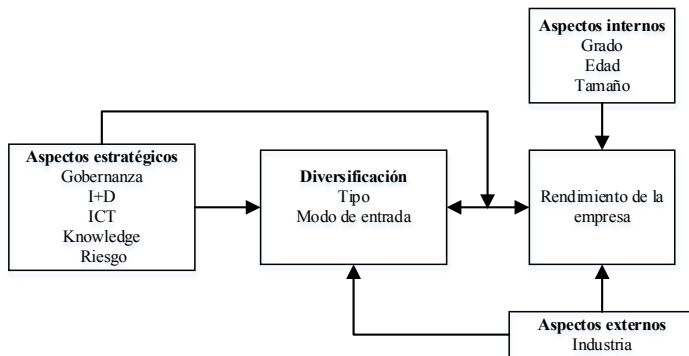 Aspectos internos
Grado
Edad
Tamaño
Aspectos estratégicos
Gobernanza
I+D
ICT
Knowledge
Riesgo
Diversificación
Tipo
Modo de entrada
Rendimiento de la
empresa
Aspectos externos
Industria